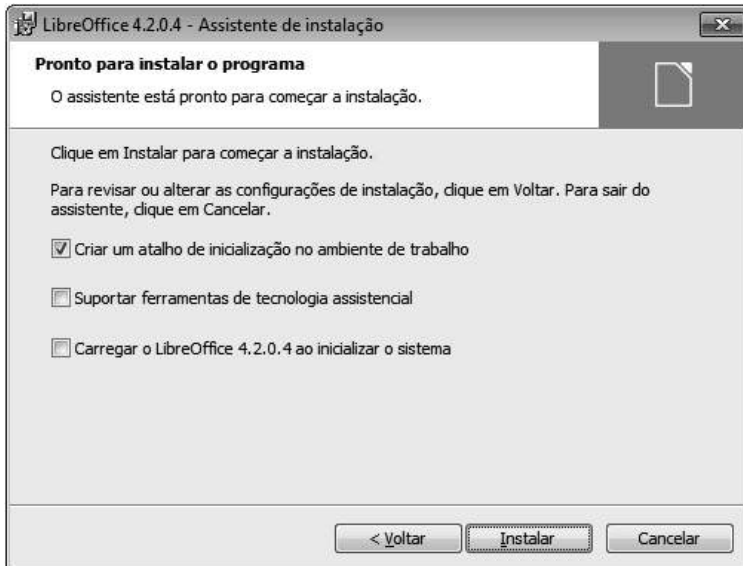 LibreOffice 4.2.0.4 - Assistente de instalação
Pronto para instalar o programa
O assistente está pronto para começar a instalação.
Clique em Instalar para começar a instalação.
Para revisar ou alterar as configurações de instalação, clique em Voltar. Para sair do
assistente, clique em Cancelar.
Criar um atalho de inicialização no ambiente de trabalho
Suportar ferramentas de tecnologia assistencial
Carregar o LibreOffice 4.2.0.4 ao inicializar o sistema
< Voltar Instalar Cancelar